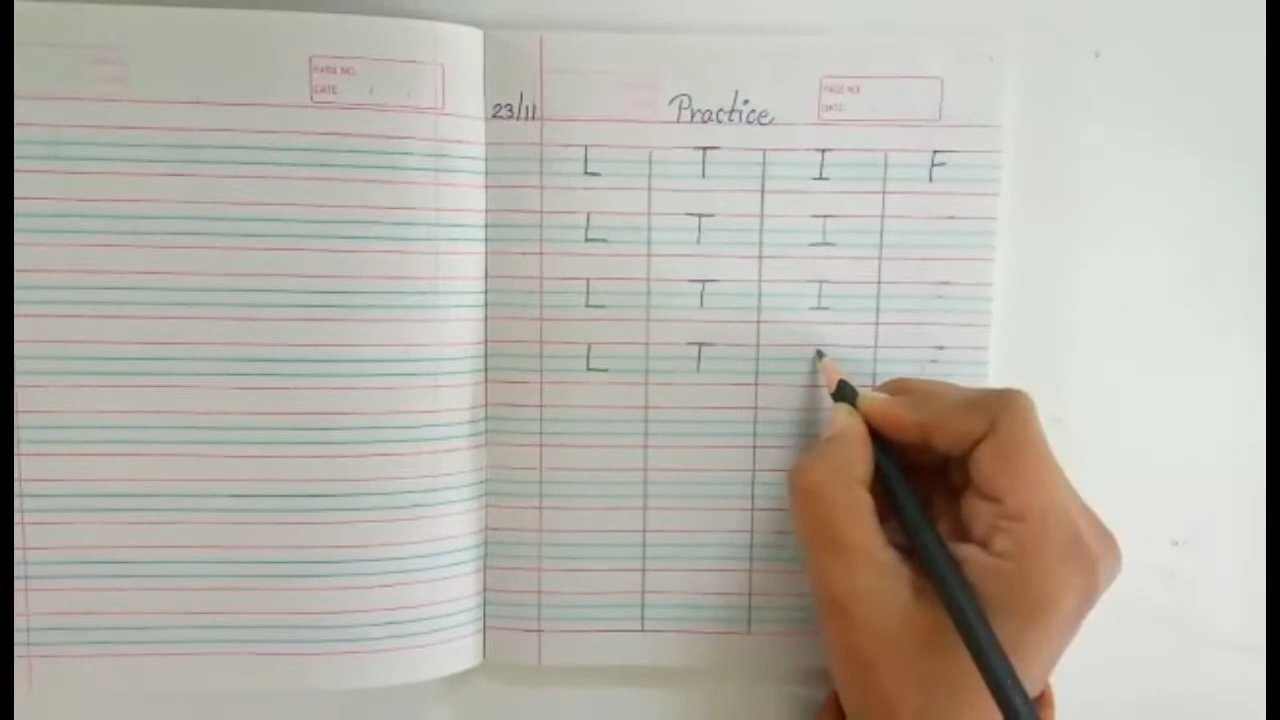 PAGE NO.
DATE / /
PAGE NO.
DATE
23/11 Practice
L T I F
L T I
L T I
L T